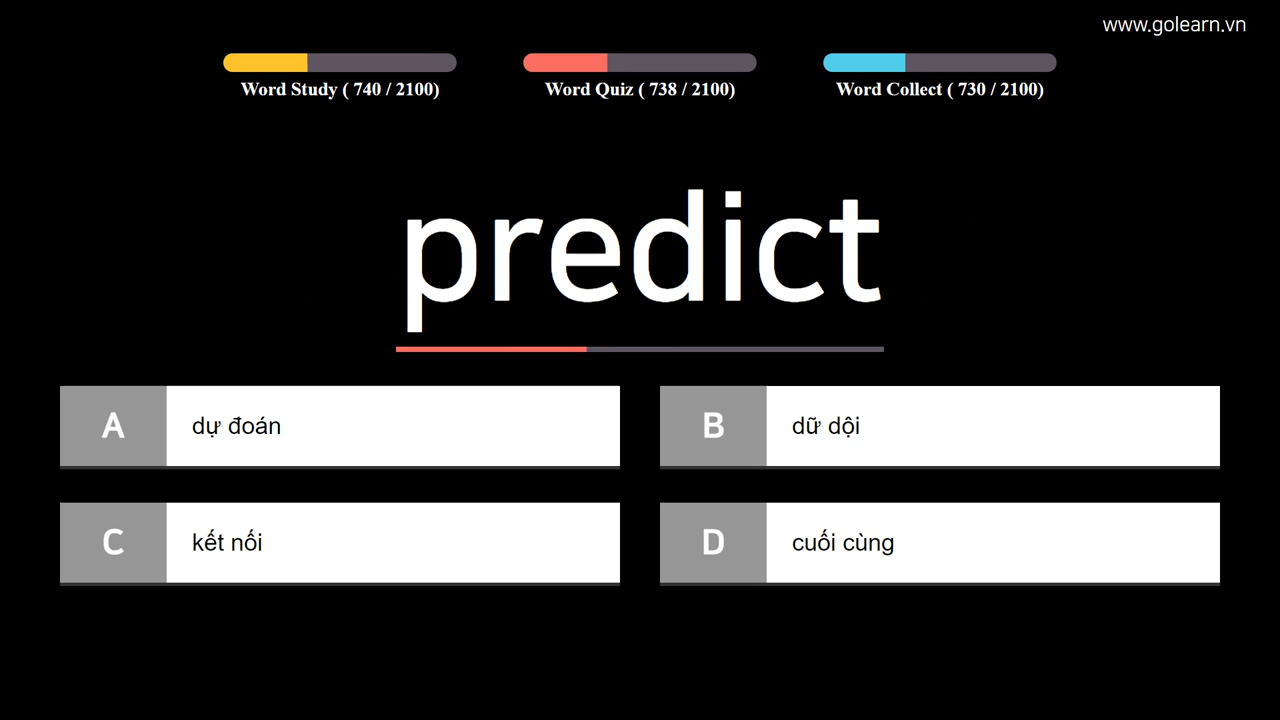 www.golearn.vn
Word Study ( 740 / 2100)
Word Quiz ( 738 / 2100)
Word Collect ( 730 / 2100)
predict
A dự đoán
B dữ dội
C kết nối
D cuối cùng